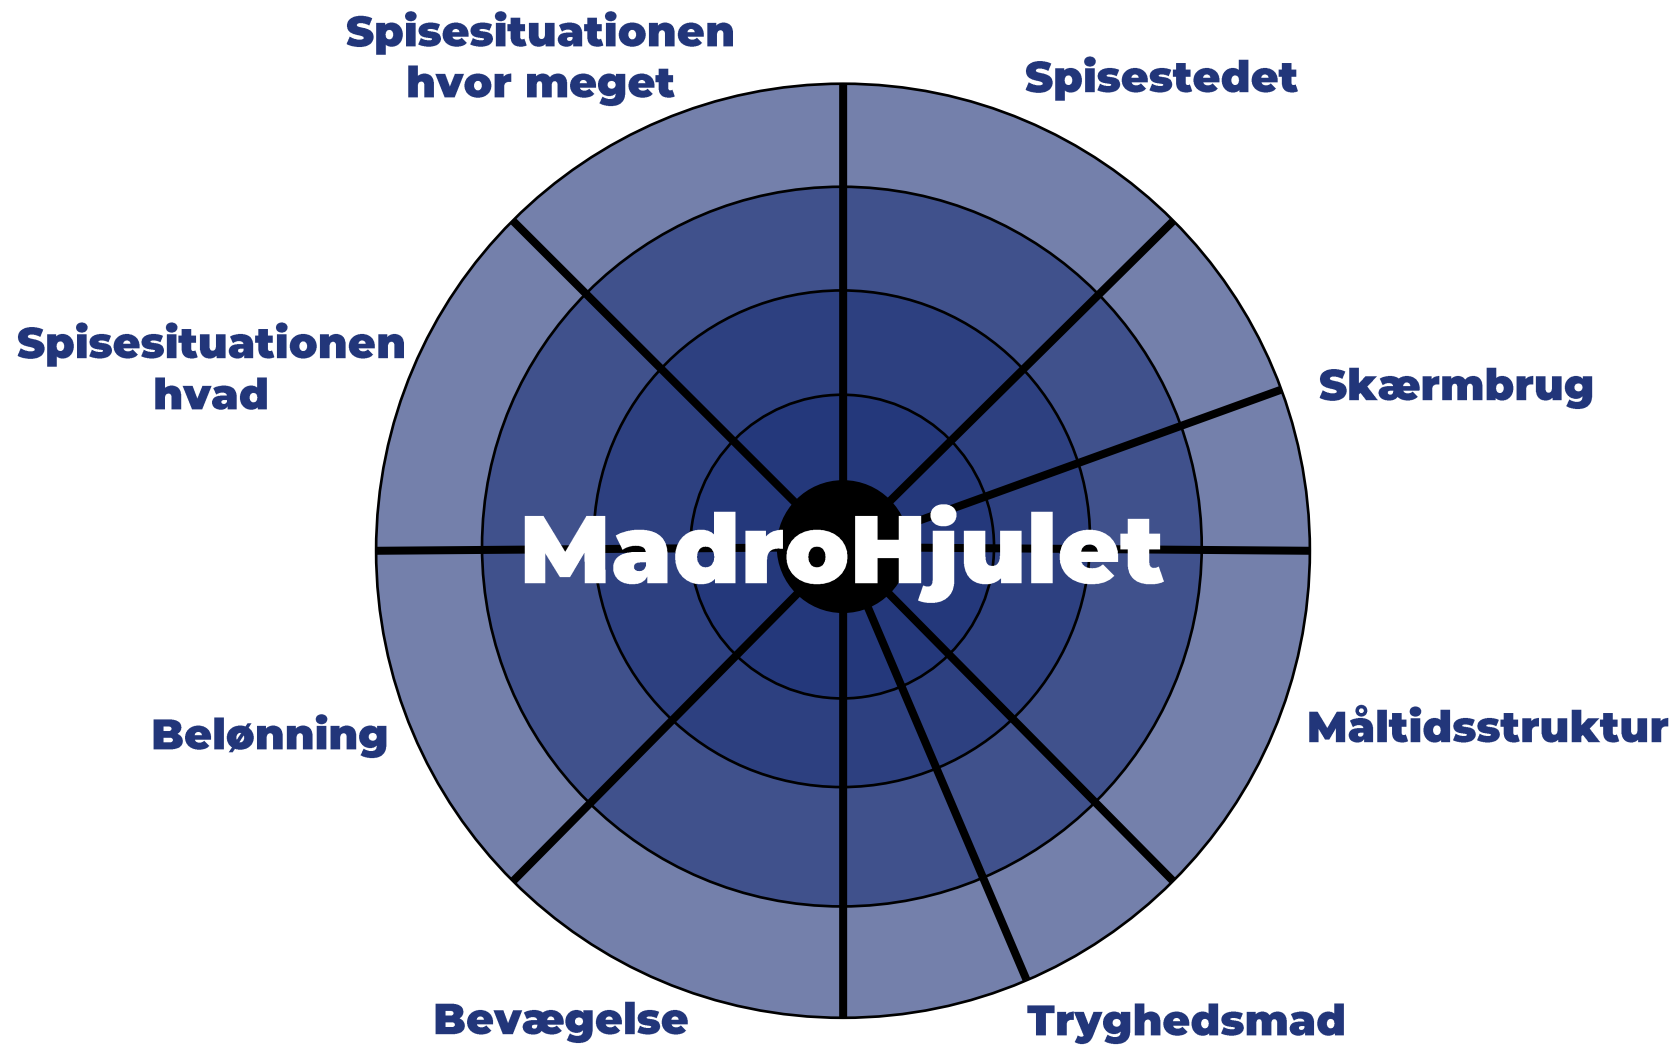 Spisesituationen
hvor meget
Spisestedet
Spisesituationen
hvad
Skærmbrug
MadroHjulet
Belønning
Måltidsstruktur
Bevægelse
Tryghedsmad